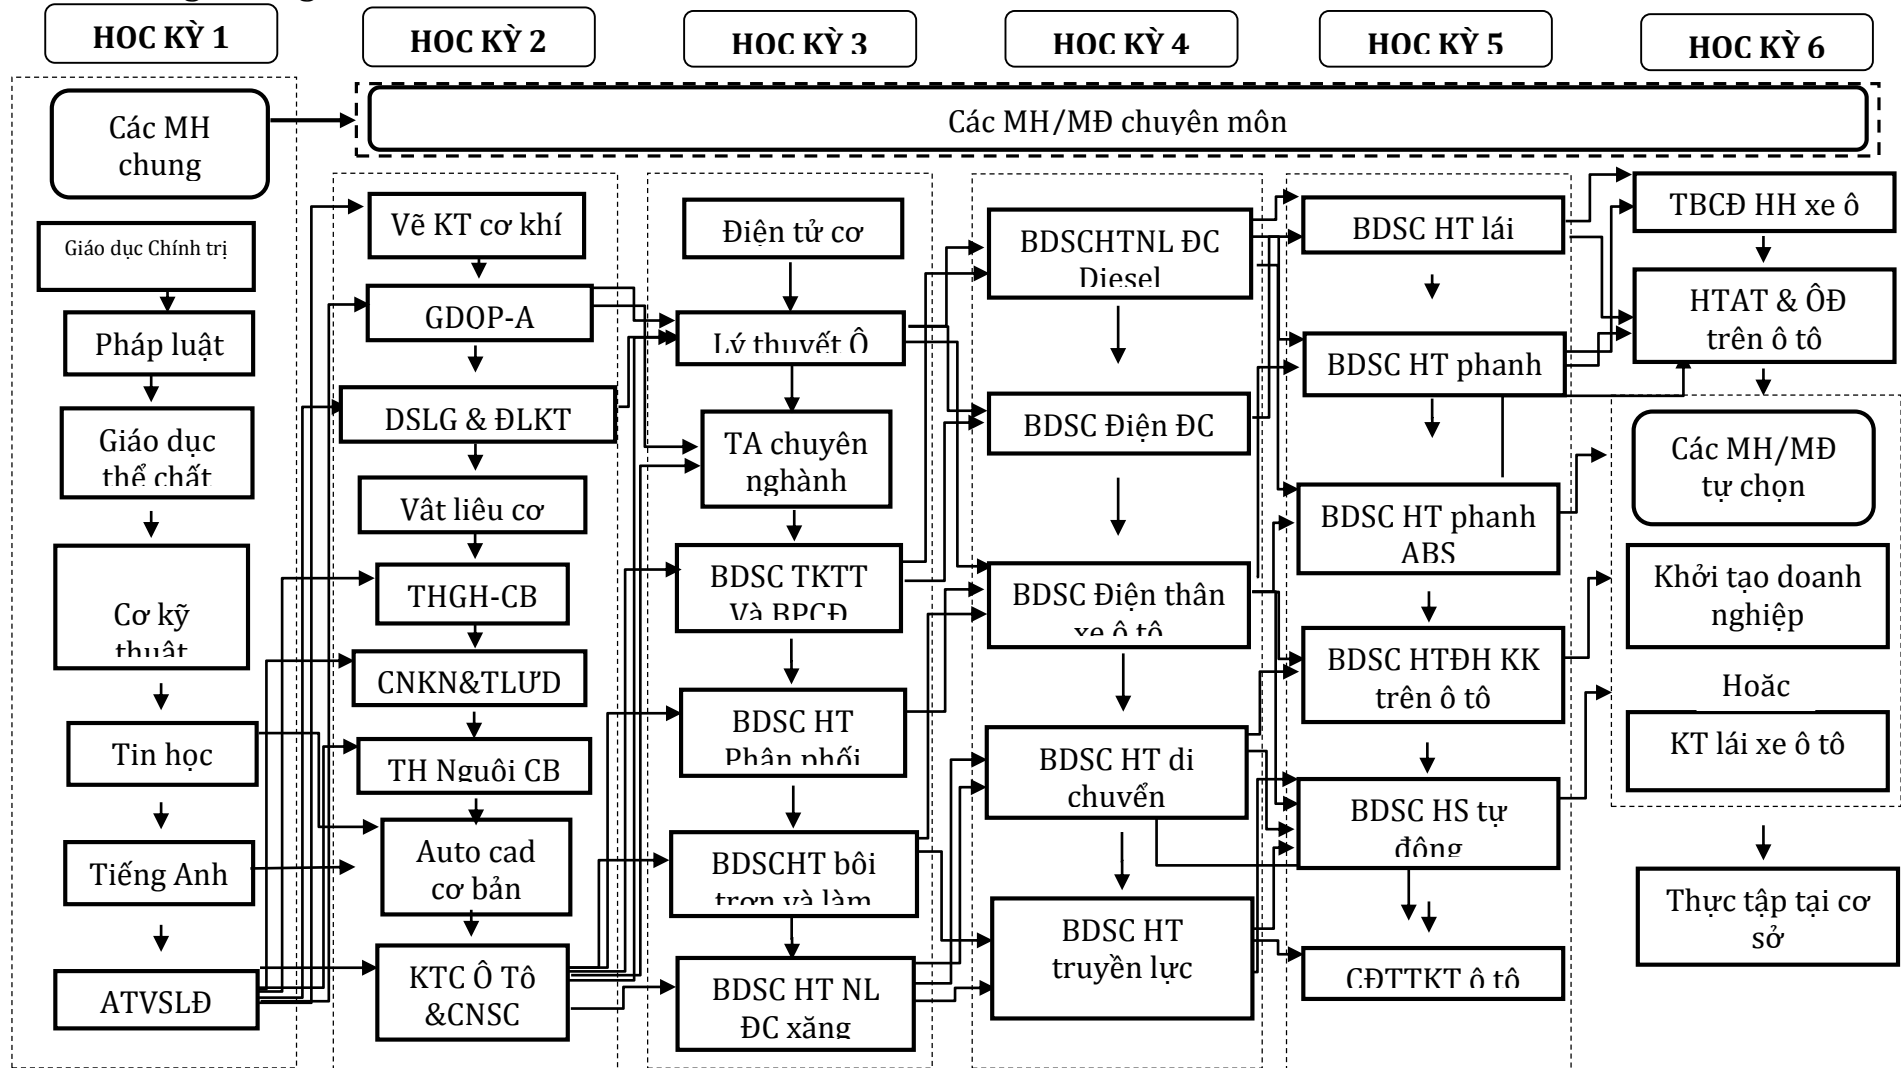 HỌC KỲ 1
HỌC KỲ 2
HỌC KỲ 3
HỌC KỲ 4
HỌC KỲ 5
HỌC KỲ 6
Các MH
chung
Các MH/MĐ chuyên môn
Giáo dục Chính trị
Pháp luật
Giáo dục
thể chất
Cơ kỹ
thuật
Tin học
Tiếng Anh
ATVSLĐ
Vẽ KT cơ khí
GDQP-A
DSLG & ĐLKT
Vật liệu cơ
THGH-CB
CNKN&TLƯD
TH Nguội CB
Auto cad
cơ bản
KTC Ô Tô
&CNSC
Điện tử cơ
Lý thuyết Ô
TA chuyên
nghành
BDSC TKTT
Và BPCĐ
BDSC HT
Phân phối
BDSCHT bôi
trơn và làm
BDSC HT NL
ĐC xăng
BDSCHTNL ĐC
Diesel
BDSC Điện ĐC
BDSC Điện thân
xe ô tô
BDSC HT di
chuyển
BDSC HT
truyền lực
BDSC HT lái
BDSC HT phanh
BDSC HT phanh
ABS
BDSC HTĐH KK
trên ô tô
BDSC HS tự
động
CĐTTKT ô tô
TBCĐ HH xe ô
HTAT & ÔĐ
trên ô tô
Các MH/MĐ
tự chọn
Khởi tạo doanh
nghiệp
Hoặc
KT lái xe ô tô
Thực tập tại cơ
sở